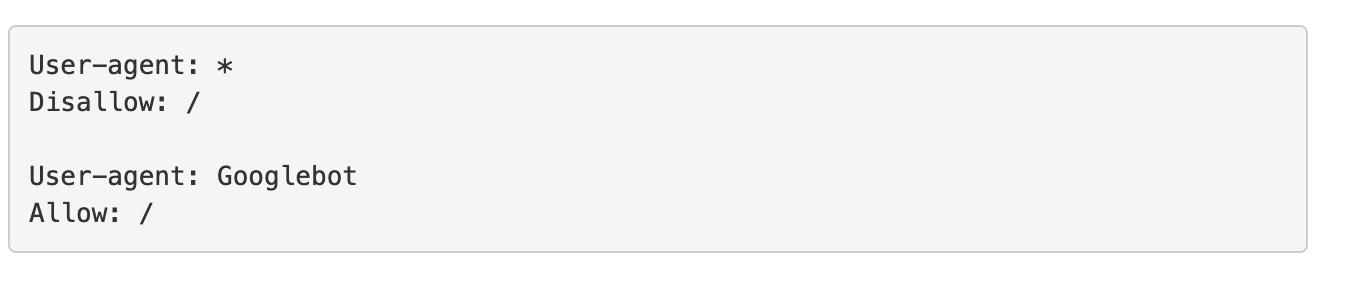 User-agent: *
Disallow: /

User-agent: Googlebot
Allow: /